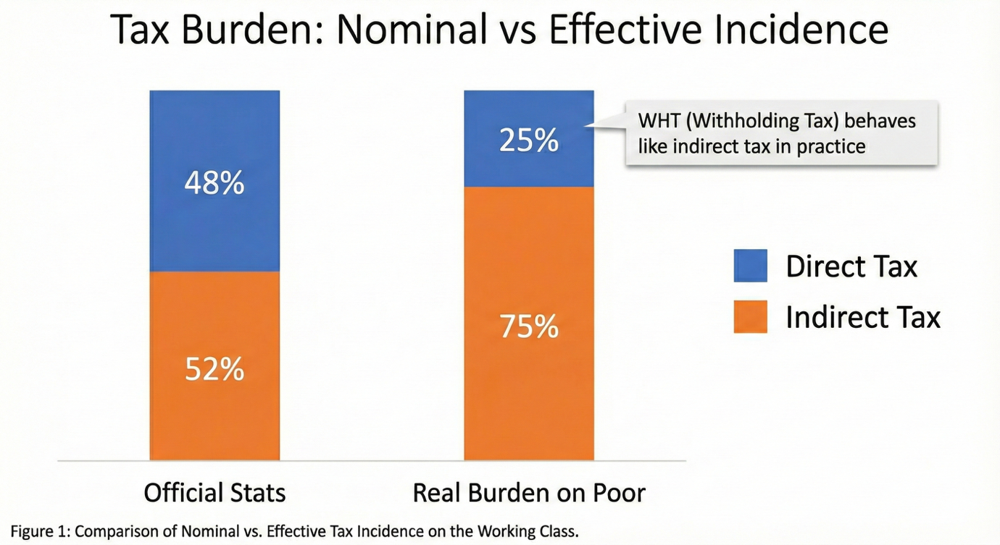 Tax Burden: Nominal vs Effective Incidence
48%
52%
25%
75%
WHT (Withholding Tax) behaves
like indirect tax in practice
Direct Tax
Indirect Tax
Official Stats
Real Burden on Poor
Figure 1: Comparison of Nominal vs. Effective Tax Incidence on the Working Class.